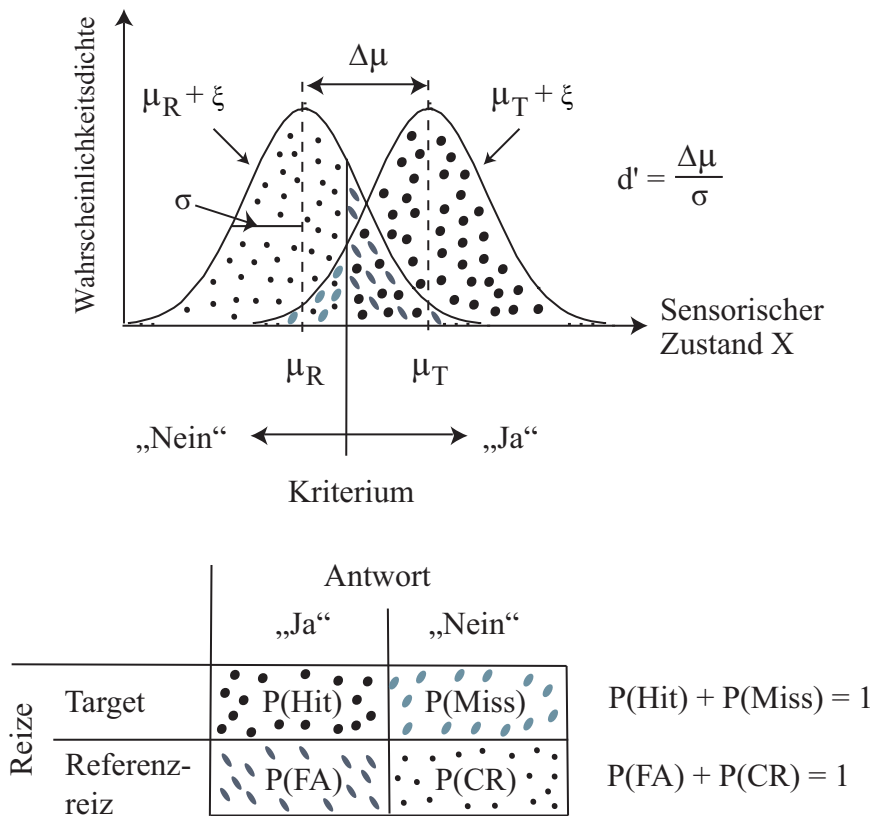 Wahrscheinlichkeitsdichte
Δμ
μR + ξ
μT + ξ
σ
d' = Δμ
σ
Sensorischer
Zustand X
μR
μT
„Nein“
„Ja“
Kriterium
Antwort
„Ja“
„Nein“
Reize
Target
P(Hit)
P(Miss)
P(Hit) + P(Miss) = 1
Referenz-
reiz
P(FA)
P(CR)
P(FA) + P(CR) = 1